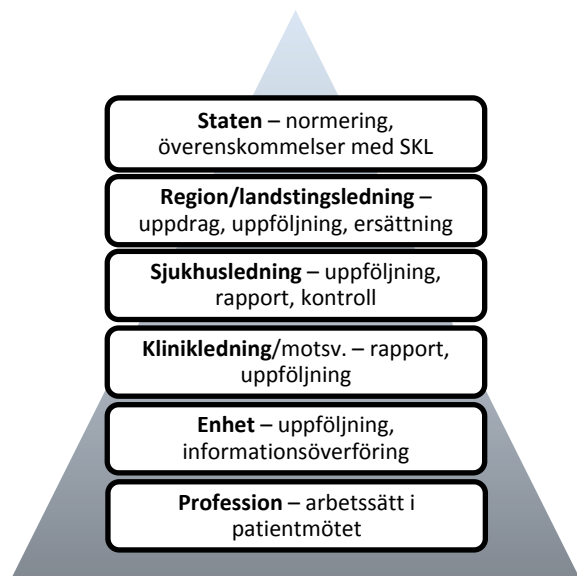 Staten – normering,
överenskommelser med SKL
Region/landstingsledning –
uppdrag, uppföljning, ersättning
Sjukhusledning – uppföljning,
rapport, kontroll
Klinikledning/motsv. – rapport,
uppföljning
Enhet – uppföljning,
informationsöverföring
Profession – arbetssätt i
patientmötet